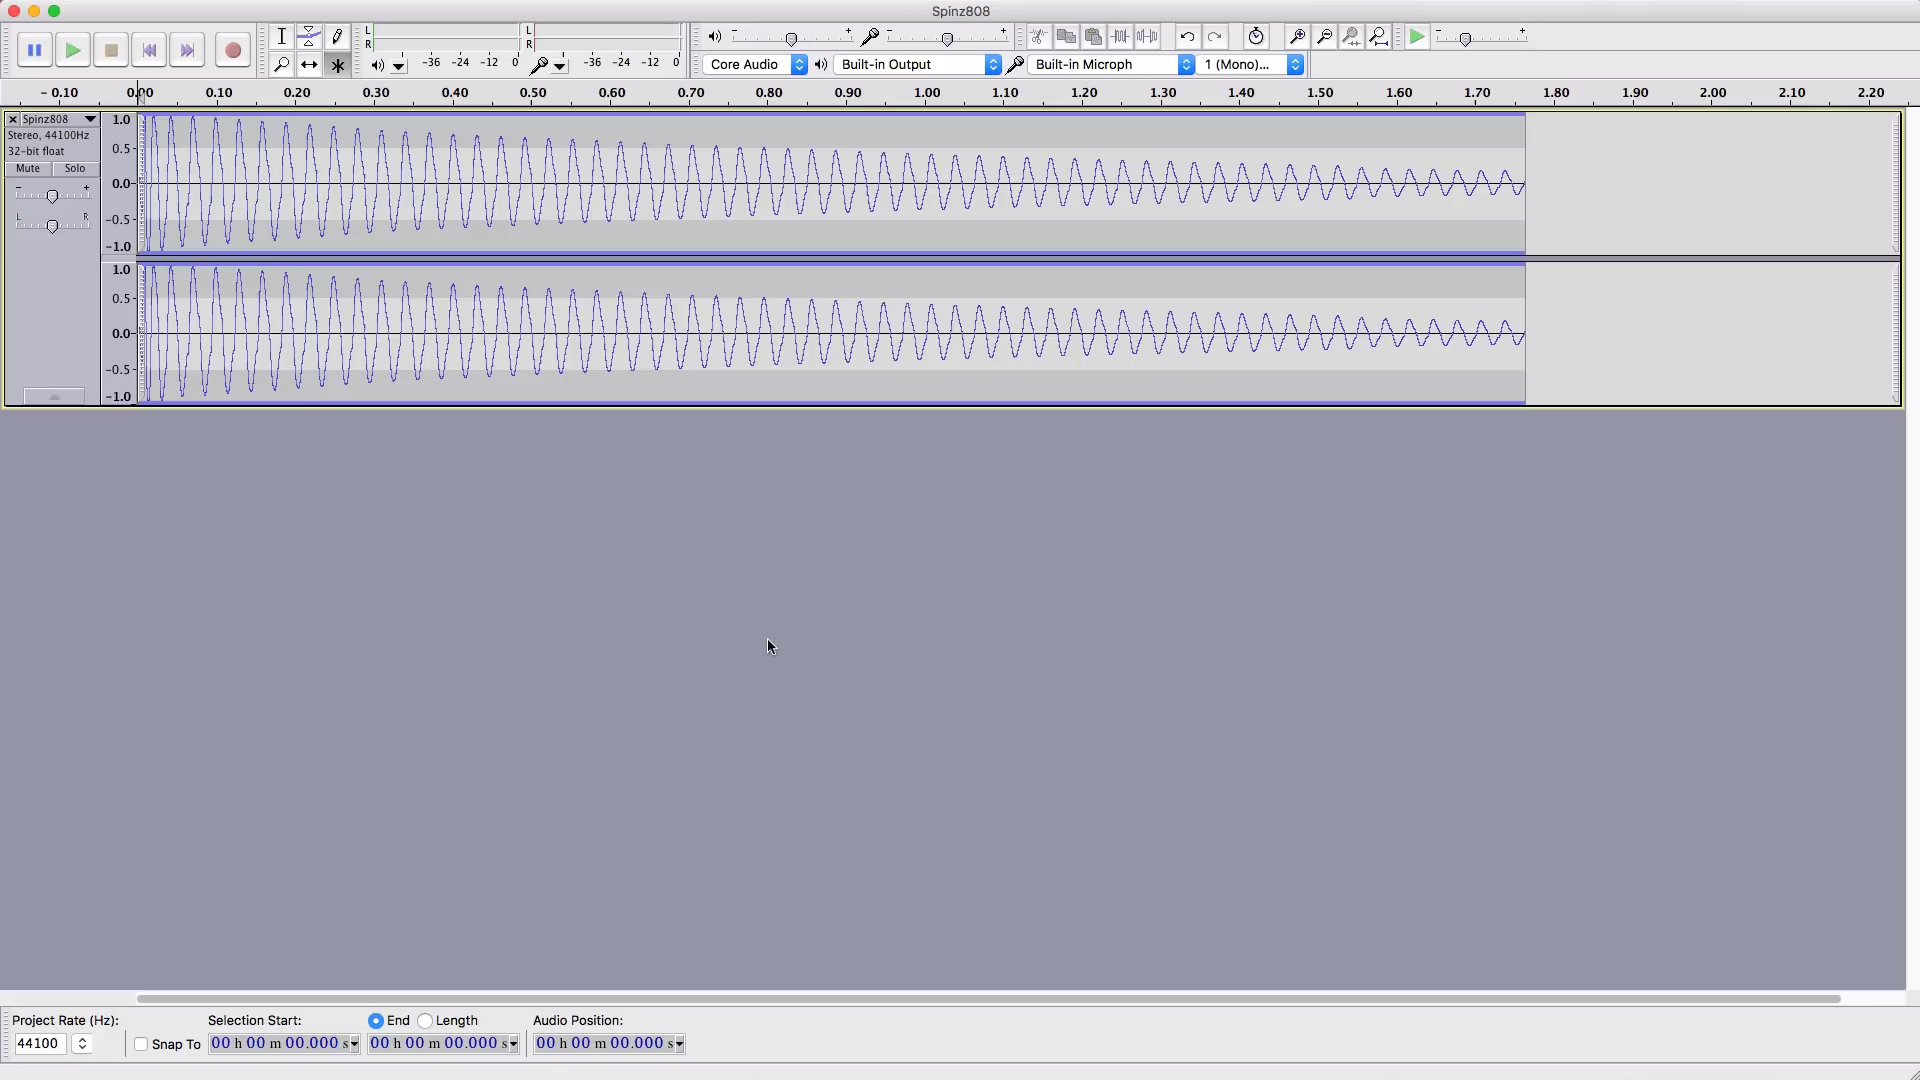 Spinz808
L
R
-36 -24 -12 0
L
R
-36 -24 -12 0
- + - + - +
Core Audio Built-in Output Built-in Microph 1 (Mono)...
- 0.10 0.00 0.10 0.20 0.30 0.40 0.50 0.60 0.70 0.80 0.90 1.00 1.10 1.20 1.30 1.40 1.50 1.60 1.70 1.80 1.90 2.00 2.10 2.20
Spinz808
Stereo, 44100Hz
32-bit float
Mute Solo
- +
L R
1.0
0.5-
0.0-
-0.5-
-1.0
1.0
0.5-
0.0-
-0.5-
-1.0
Project Rate (Hz): Selection Start: End Length Audio Position:
44100 Snap To 00 h 00 m 00.000 s 00 h 00 m 00.000 s 00 h 00 m 00.000 s